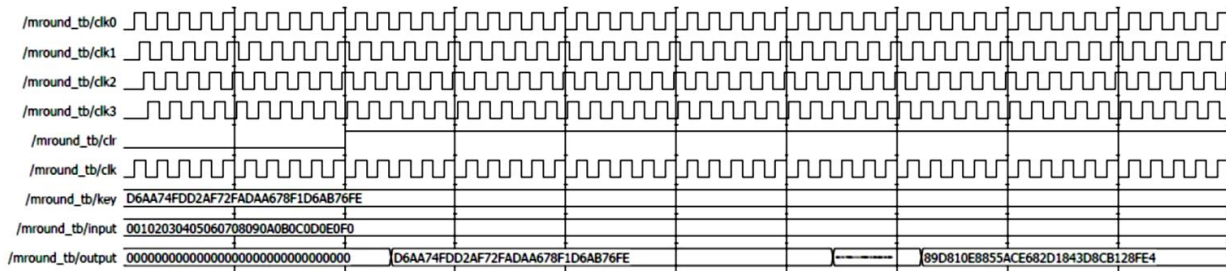 /mround_tb/clk0
/mround_tb/clk1
/mround_tb/clk2
/mround_tb/clk3
/mround_tb/clr
/mround_tb/clk
/mround_tb/key D6AA74FDD2AF72FADAA678F1D6AB76FE
/mround_tb/input 00102030405060708090A0B0C0D0E0F0
/mround_tb/output 00000000000000000000000000000000 D6AA74FDD2AF72FADAA678F1D6AB76FE 89D810E8855ACE682D1843D8CB128FE4